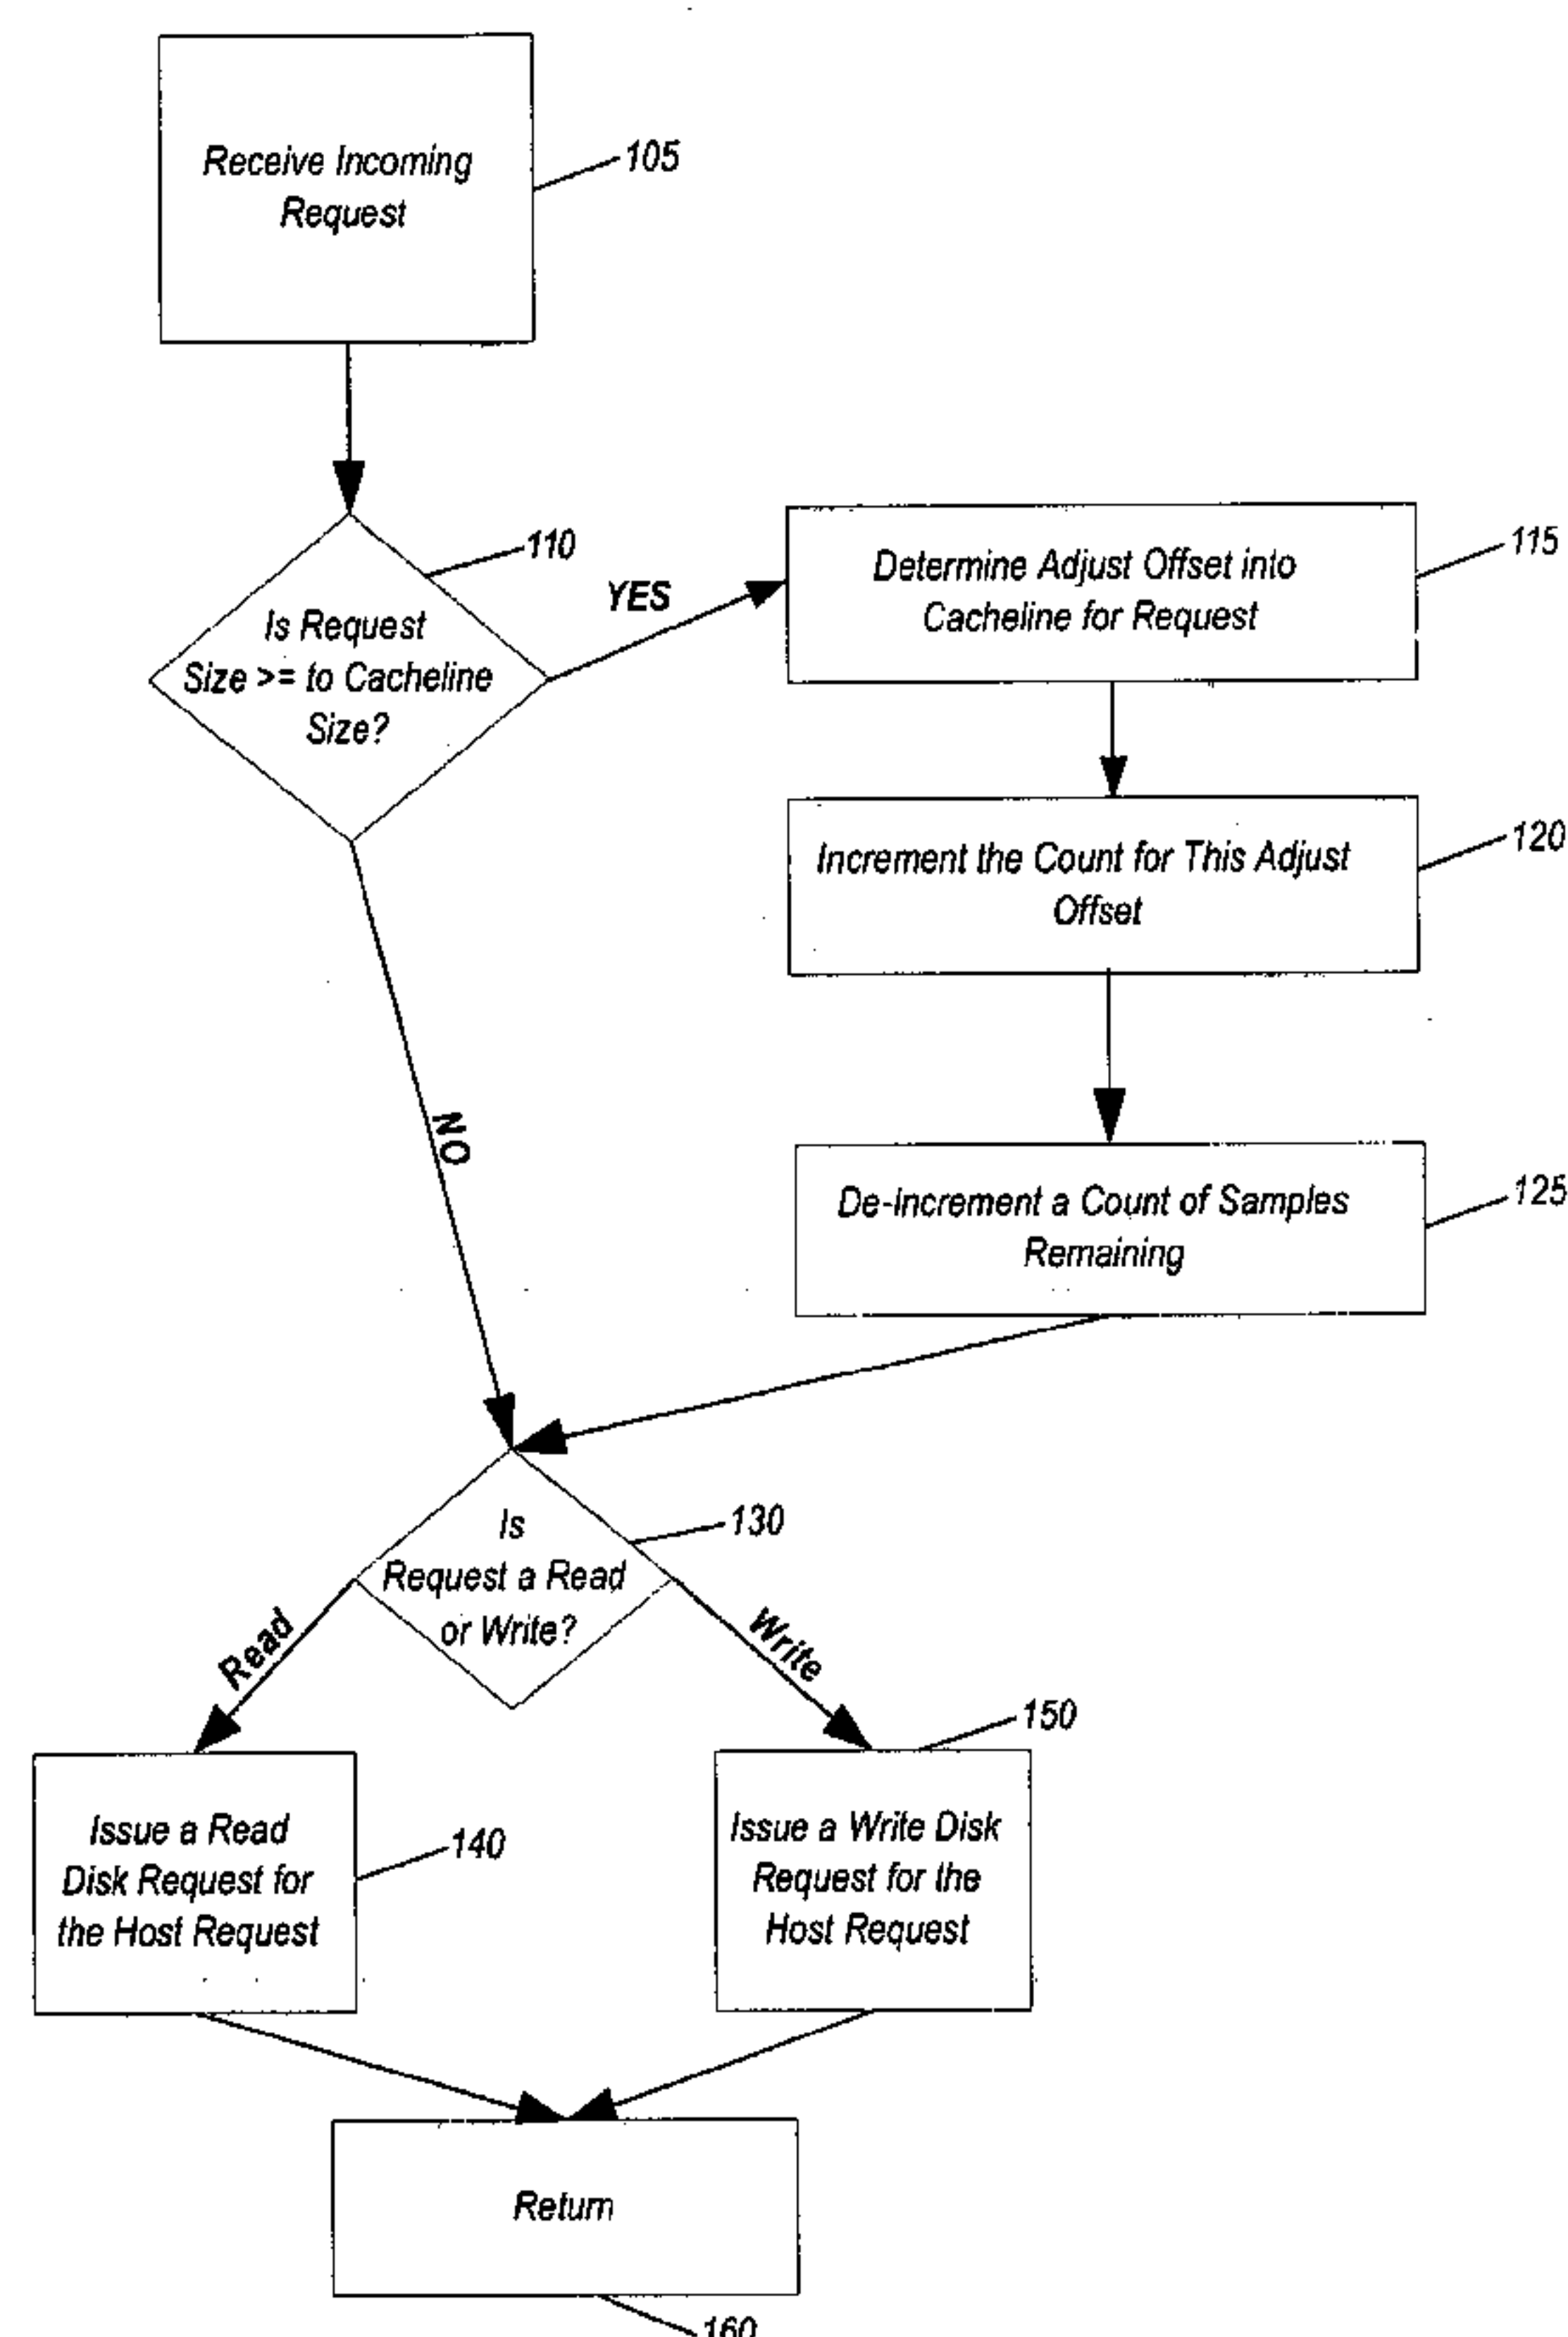 Receive Incoming
Request
105
110
Is Request
Size >= to Cacheline
Size?
YES
Determine Adjust Offset into
Cacheline for Request
115
Increment the Count for This Adjust
Offset
120
NO
De-increment a Count of Samples
Remaining
125
Is
Request a Read
or Write?
130
Read
Write
150
Issue a Read
Disk Request for
the Host Request
140
Issue a Write Disk
Request for the
Host Request
Return
160